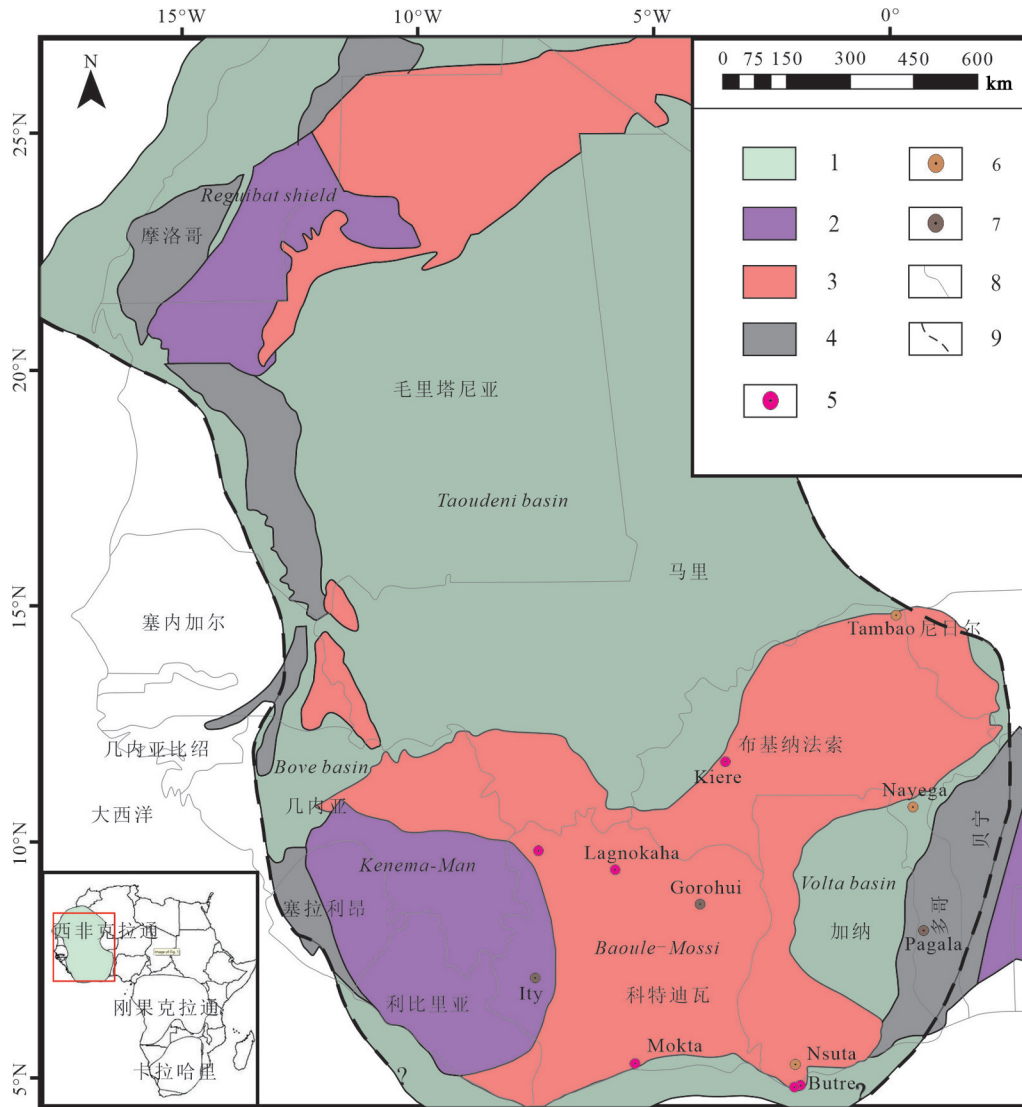 15°W
10°W
5°W
0°
N
0 75 150 300 450 600
km
25°N
20°N
15°N
10°N
5°N
1
2
3
4
5
6
7
8
9
Reguibat shield
摩洛哥
毛里塔尼亚
Taoudeni basin
马里
塞内加尔
Tambao 尼日尔
几内亚比绍
布基纳法索
Bove basin
Kiere
几内亚
Nayega
大西洋
贝宁
Lagnokaha
Kenema-Man
Gorohui
Volta basin
塞拉利昂
多哥
加纳
Baoule-Mossi
Pagala
Ity
利比里亚
科特迪瓦
Mokta
Nsuta
Butre
?
?
西非克拉通
刚果克拉通
卡拉哈里